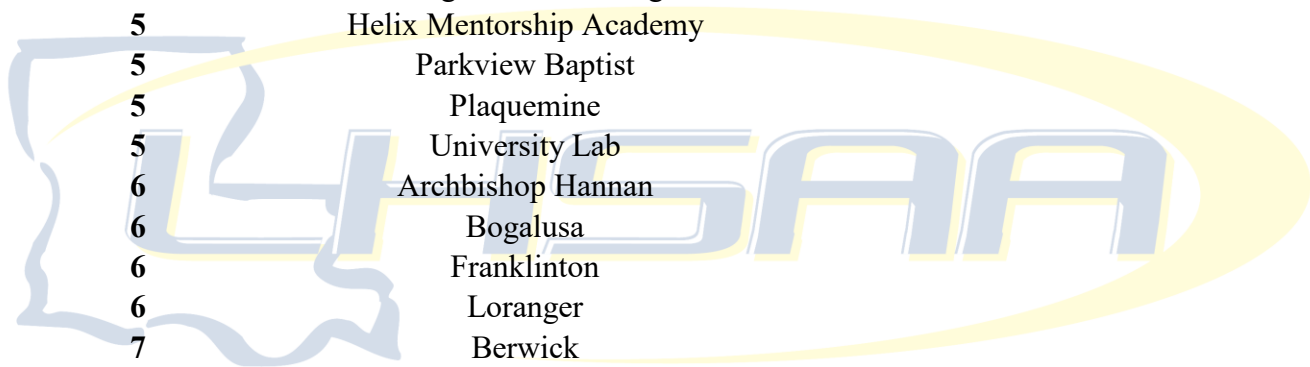 5 Helix Mentorship Academy
5 Parkview Baptist
5 Plaquemine
5 University Lab
6 Archbishop Hannan
6 Bogalusa
6 Franklinton
6 Loranger
7 Berwick
LHSAA